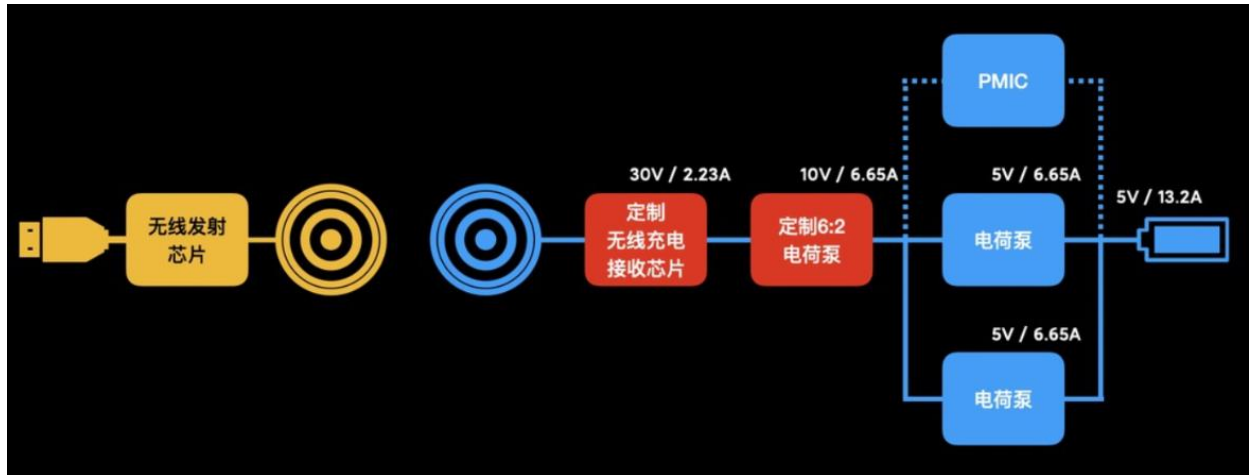 无线发射
芯片
30V / 2.23A
定制
无线充电
接收芯片
10V / 6.65A
定制6:2
电荷泵
PMIC
5V / 6.65A
电荷泵
5V / 6.65A
电荷泵
5V / 13.2A